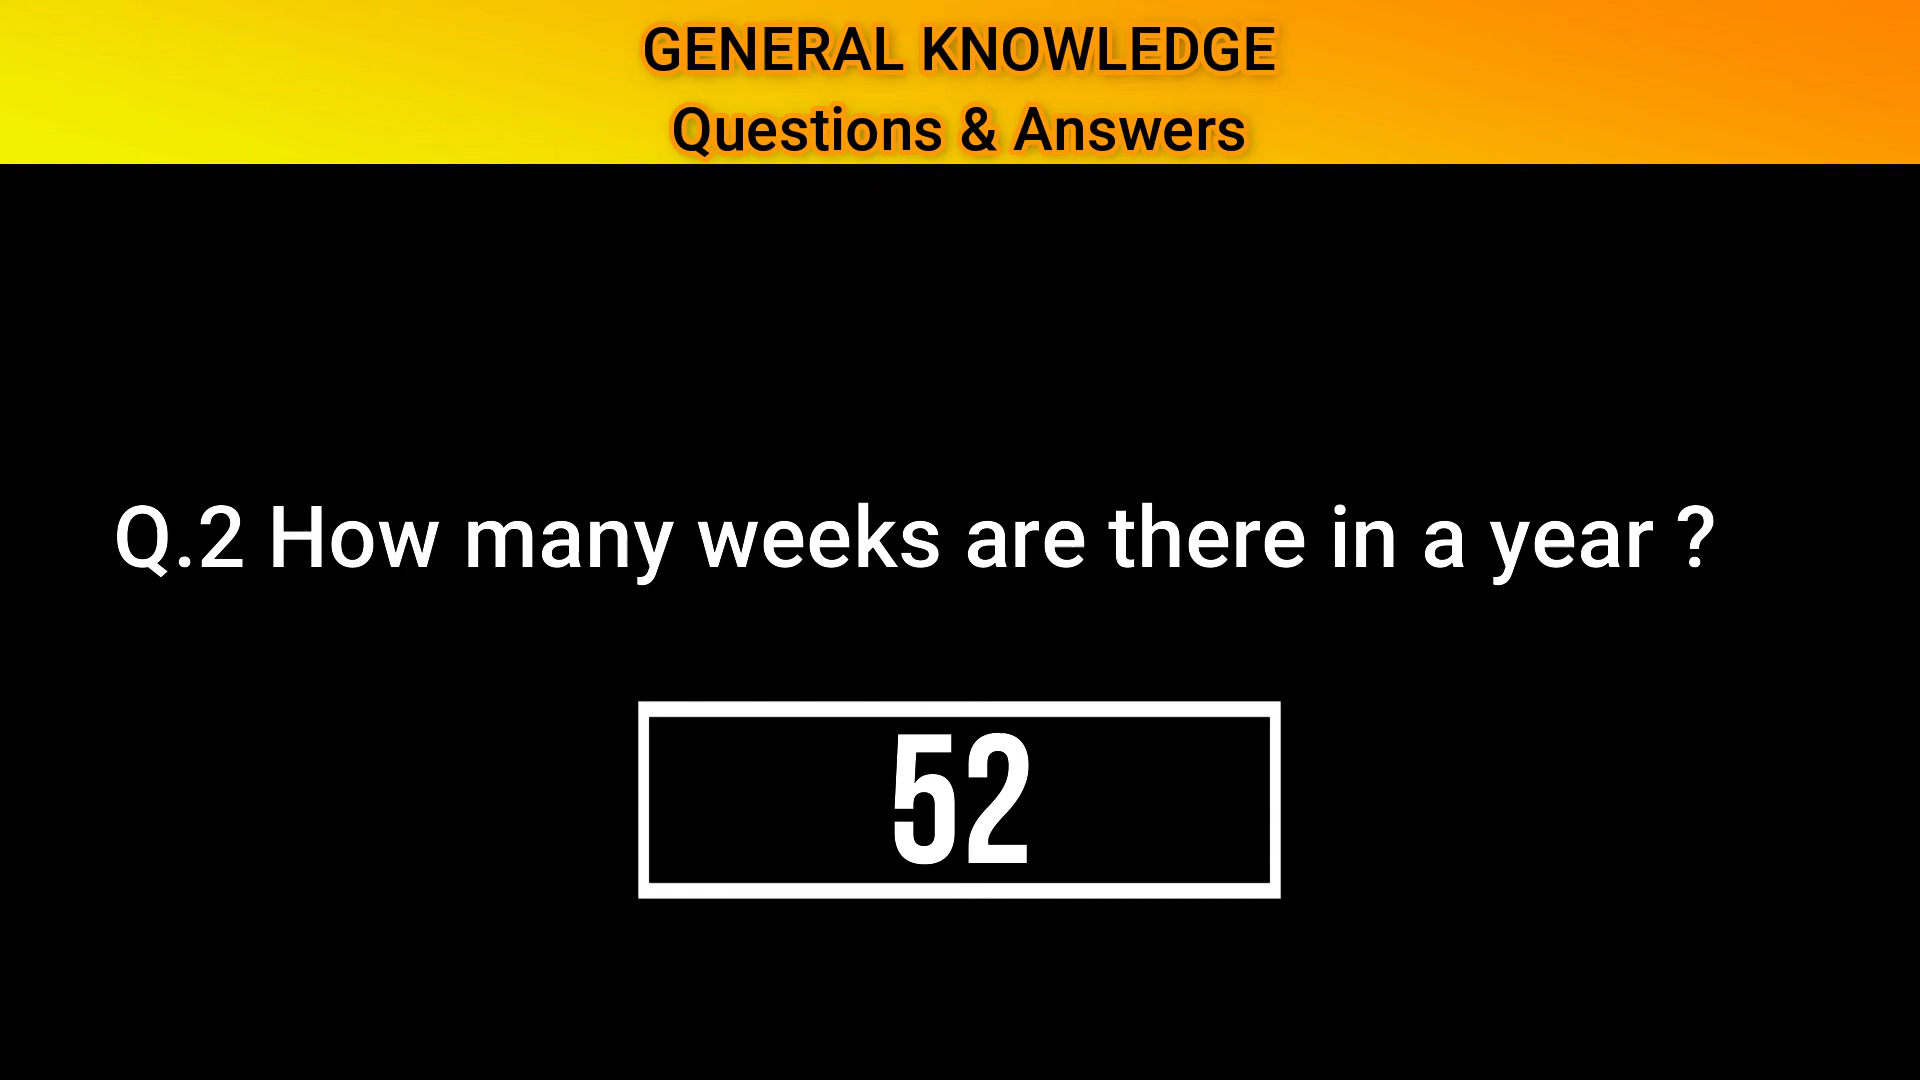 GENERAL KNOWLEDGE
Questions & Answers
Q.2 How many weeks are there in a year ?
52